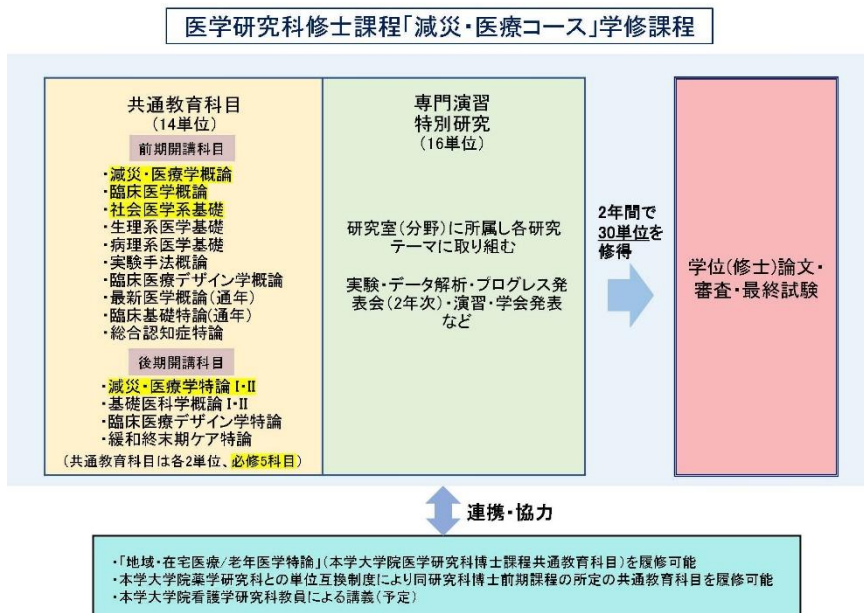 医学研究科修士課程「減災・医療コース」学修課程
共通教育科目
(14単位)
前期開講科目
・減災・医療学概論
・臨床医学概論
・社会医学系基礎
・生理系医学基礎
・病理系医学基礎
・実験手法概論
・臨床医療デザイン学概論
・最新医学概論(通年)
・臨床基礎特論(通年)
・総合認知症特論
後期開講科目
・減災・医療学特論Ⅰ・Ⅱ
・基礎医科学概論Ⅰ・Ⅱ
・臨床医療デザイン学特論
・緩和終末期ケア特論
(共通教育科目は各2単位、必修5科目)
専門演習
特別研究
(16単位)
研究室(分野)に所属し各研究
テーマに取り組む
実験・データ解析・プログレス発
表会(2年次)・演習・学会発表
など
2年間で
30単位を
修得
学位(修士)論文・
審査・最終試験
連携・協力
・「地域・在宅医療/老年医学特論」(本学大学院医学研究科博士課程共通教育科目)を履修可能
・本学大学院薬学研究科との単位互換制度により同研究科博士前期課程の所定の共通教育科目を履修可能
・本学大学院看護学研究科教員による講義(予定)